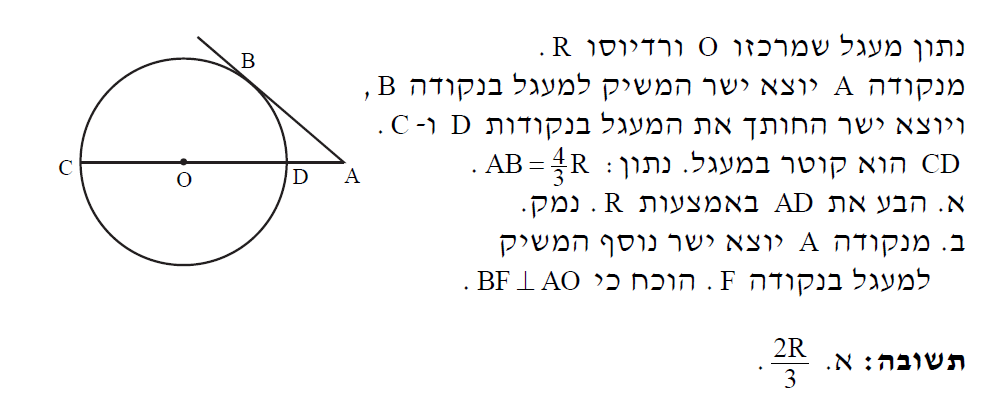 נתון מעגל שמרכזו O ורדיוסו R .
מנקודה A יוצא ישר המשיק למעגל בנקודה B ,
ויוצא ישר החותך את המעגל בנקודות D ו- C .
CD הוא קוטר במעגל. נתון: AB = 4/3 R .
א. הבע את AD באמצעות R . נמק.
ב. מנקודה A יוצא ישר נוסף המשיק
למעגל בנקודה F . הוכח כי BF ⊥ AO .
תשובה: א. 2R/3 .
B
C
O
D
A